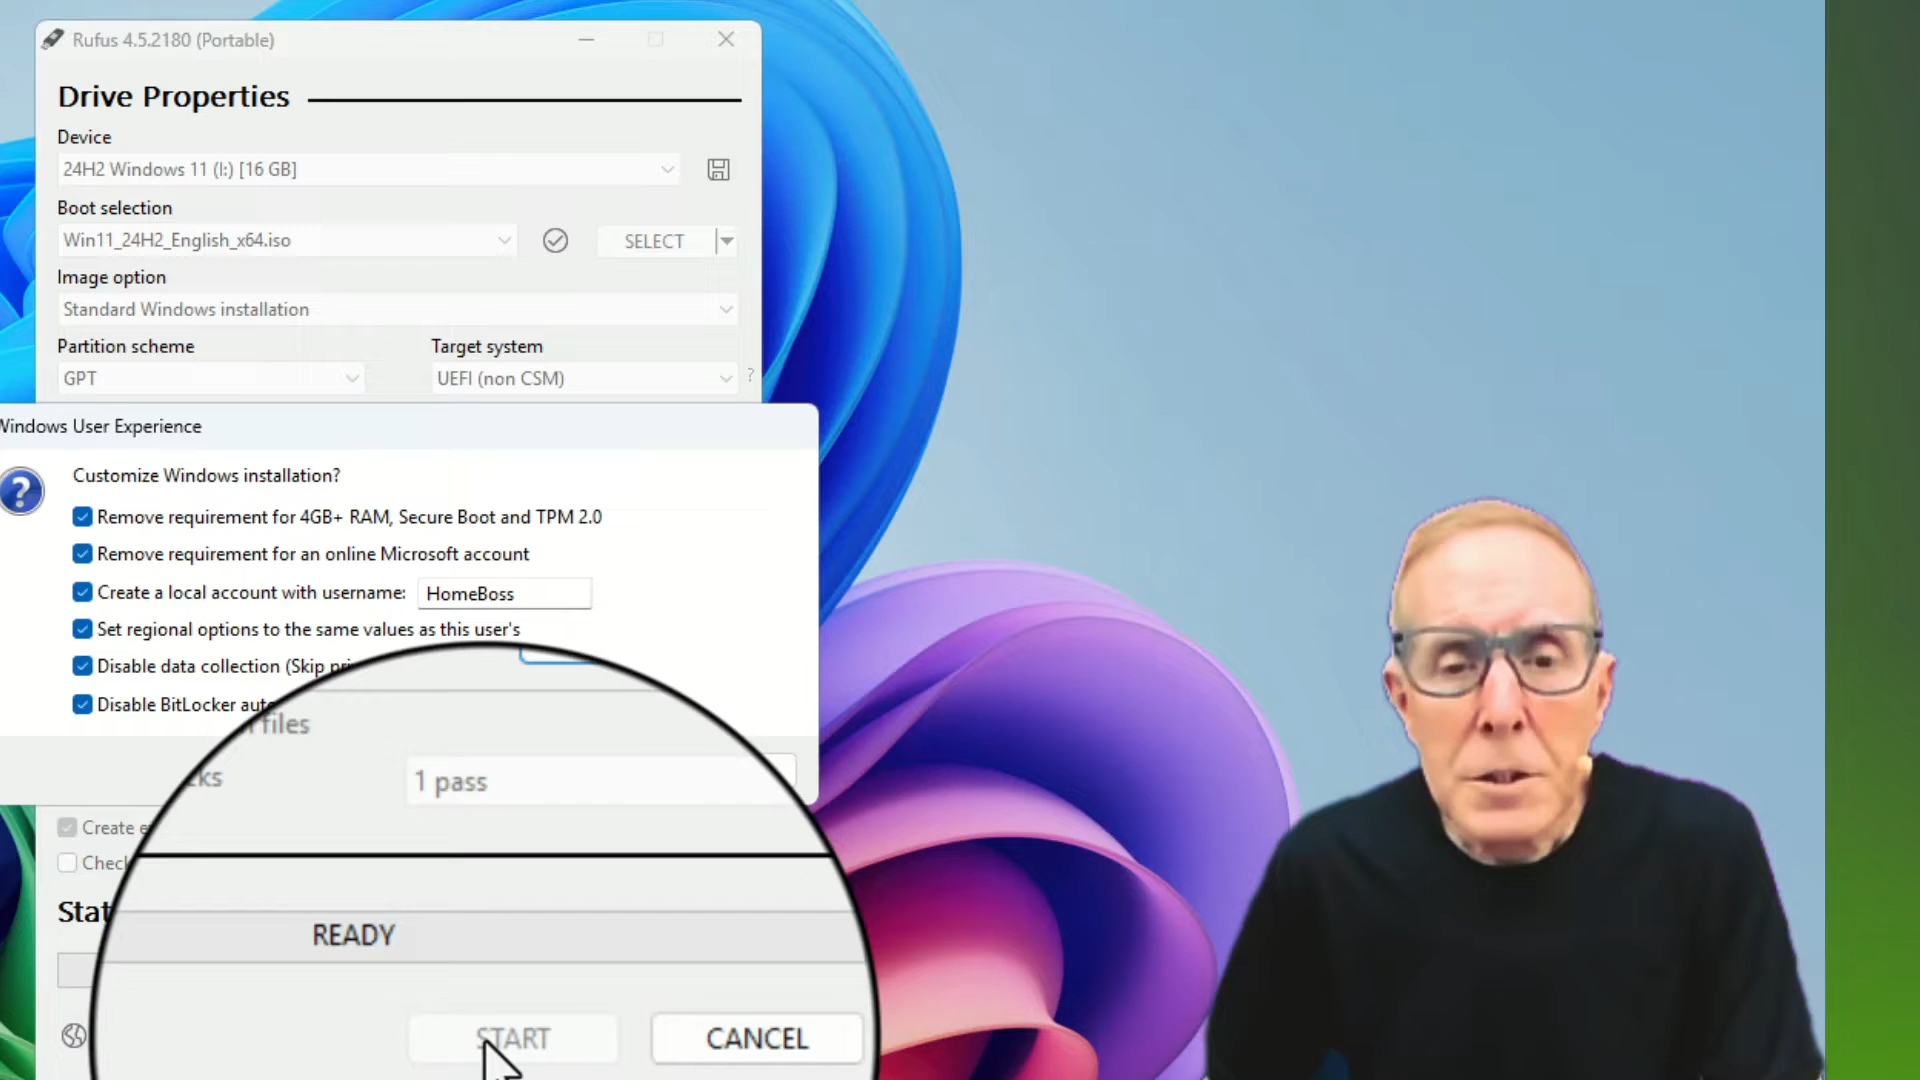 Rufus 4.5.2180 (Portable)
Drive Properties
Device
24H2 Windows 11 (I:) [16 GB]
Boot selection
Win11_24H2_English_x64.iso
SELECT
Image option
Standard Windows installation
Partition scheme
Target system
GPT
UEFI (non CSM)
?
Windows User Experience
Customize Windows installation?
Remove requirement for 4GB+ RAM, Secure Boot and TPM 2.0
Remove requirement for an online Microsoft account
Create a local account with username:
HomeBoss
Set regional options to the same values as this user's
Disable data collection (Skip pri
Disable BitLocker auto
files
1 pass
Create
READY
START
CANCEL